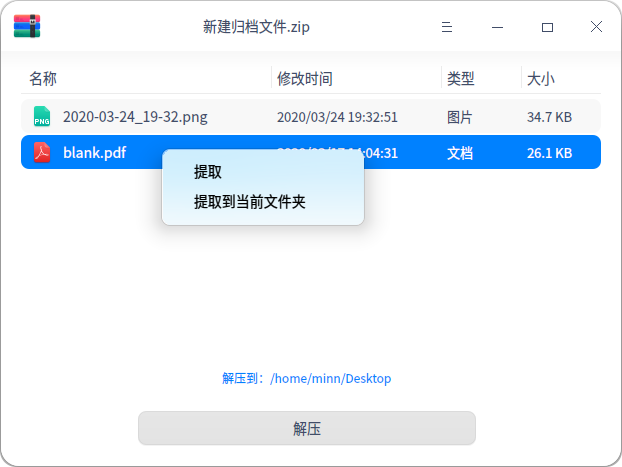 新建归档文件.zip
名称 修改时间 类型 大小
PNG 2020-03-24_19-32.png 2020/03/24 19:32:51 图片 34.7 KB
blank.pdf 04:31 文档 26.1 KB
提取
提取到当前文件夹
解压到：/home/minn/Desktop
解压